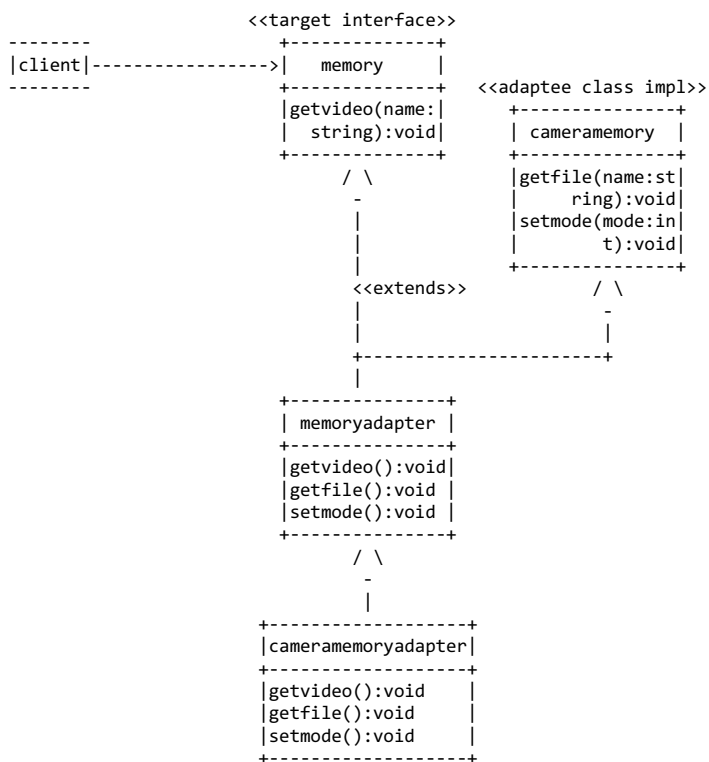 <<target interface>>
client
memory
getvideo(name:
string):void
<<adaptee class impl>>
cameramemory
getfile(name:st
ring):void
setmode(mode:in
t):void
<<extends>>
memoryadapter
getvideo():void
getfile():void
setmode():void
cameramemoryadapter
getvideo():void
getfile():void
setmode():void